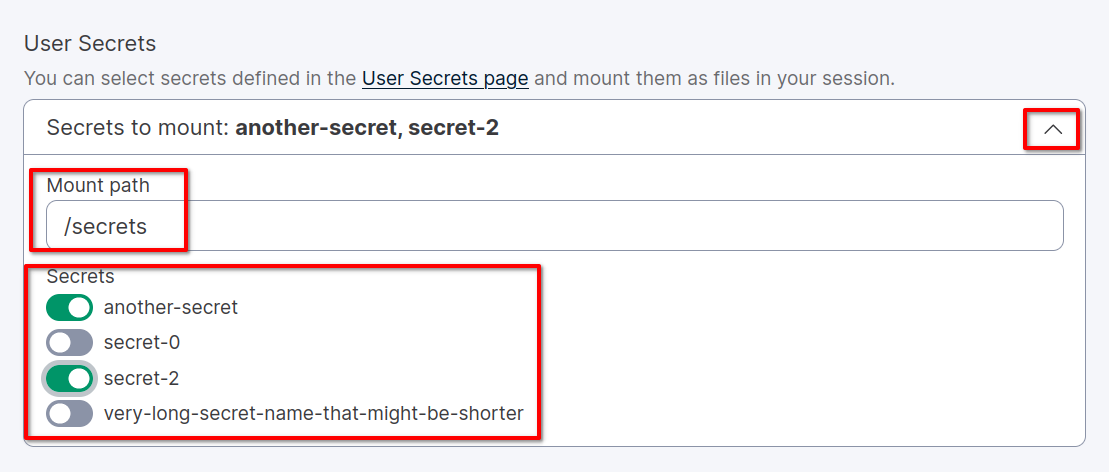 User Secrets
You can select secrets defined in the User Secrets page and mount them as files in your session.
Secrets to mount: another-secret, secret-2
Mount path
/secrets
Secrets
another-secret
secret-0
secret-2
very-long-secret-name-that-might-be-shorter